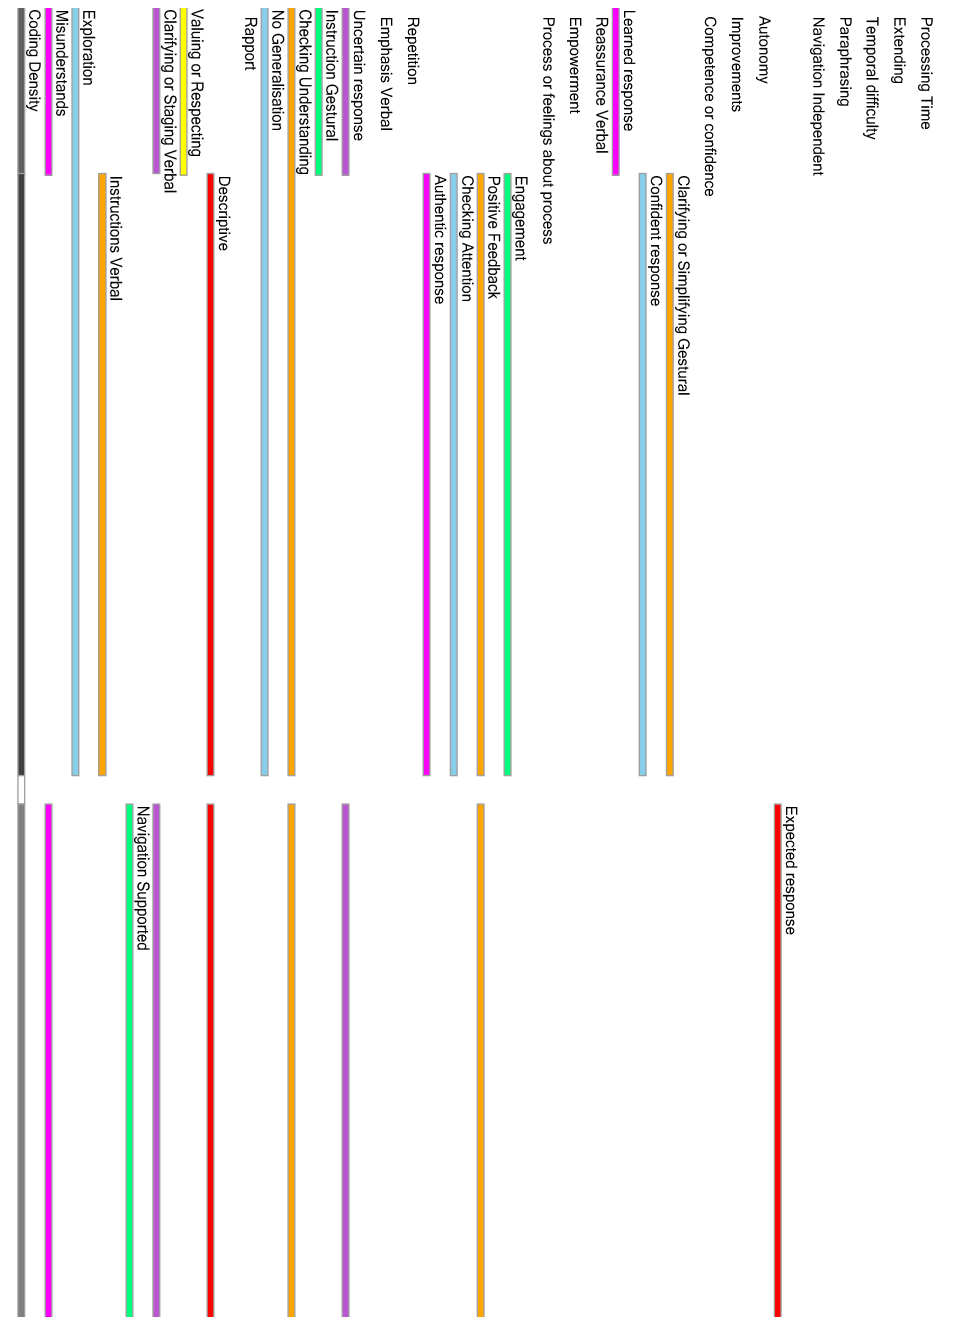 Processing Time
Extending
Temporal difficulty
Paraphrasing
Navigation Independent
Expected response
Autonomy
Improvements
Competence or confidence
Clarifying or Simplifying Gestural
Confident response
Learned response
Reassurance Verbal
Empowerment
Process or feelings about process
Engagement
Positive Feedback
Checking Attention
Authentic response
Repetition
Emphasis Verbal
Uncertain response
Instruction Gestural
Checking Understanding
No Generalisation
Rapport
Descriptive
Valuing or Respecting
Clarifying or Staging Verbal
Navigation Supported
Instructions Verbal
Exploration
Misunderstands
Coding Density